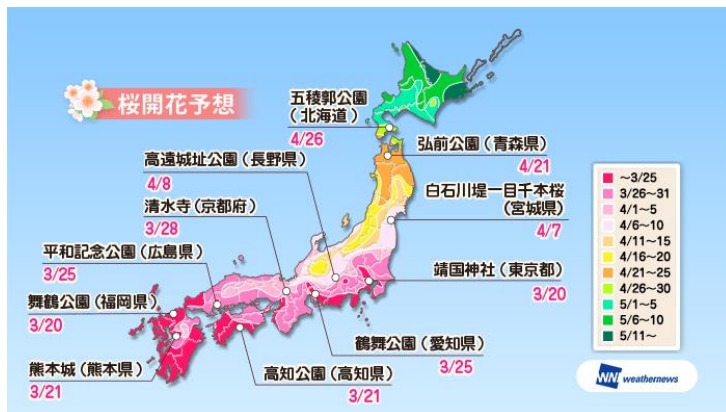 桜開花予想
五稜郭公園
(北海道)
4/26
弘前公園(青森県)
4/21
高遠城址公園(長野県)
4/8
白石川堤一目千本桜
(宮城県)
4/7
清水寺(京都府)
3/28
平和記念公園(広島県)
3/25
靖国神社(東京都)
3/20
舞鶴公園(福岡県)
3/20
鶴舞公園(愛知県)
3/25
熊本城(熊本県)
3/21
高知公園(高知県)
3/21
～3/25
3/26～31
4/1～5
4/6～10
4/11～15
4/16～20
4/21～25
4/26～30
5/1～5
5/6～10
5/11～
WNI weathernews